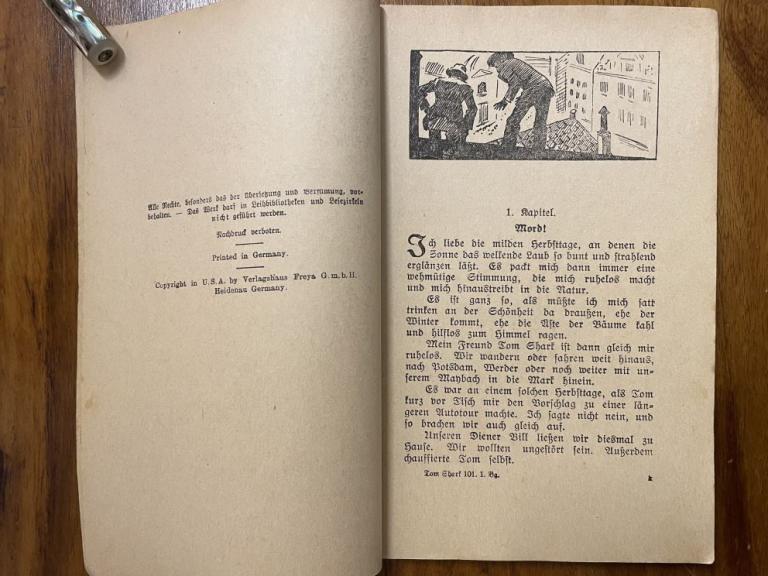 Alle Rechte, besonders das der Übersetzung und Verfilmung, vor-
behalten. — Das Werk darf in Leihbibliotheken und Lesezirkeln
nicht geführt werden.
Nachdruck verboten.
Printed in Germany.
Copyright in U.S.A. by Verlagshaus Freya G.m.b.H.
Heidenau Germany.
1. Kapitel.
Mord!
Ich liebe die milden Herbsttage, an denen die
Sonne das welkende Laub so bunt und strahlend
erglänzen läßt. Es packt mich dann immer eine
wehmütige Stimmung, die mich ruhelos macht
und mich hinaustreibt in die Natur.
Es ist ganz so, als müßte ich mich satt
trinken an der Schönheit da draußen, ehe der
Winter kommt, ehe die Äste der Bäume kahl
und hilflos zum Himmel ragen.
Mein Freund Tom Shark ist dann gleich mir
ruhelos. Wir wandern oder fahren weit hinaus,
nach Potsdam, Werder oder noch weiter mit un-
serem Maybach in die Mark hinein.
Es war an einem solchen Herbsttage, als Tom
kurz vor Tisch mir den Vorschlag zu einer län-
geren Autotour machte. Ich sagte nicht nein, und
so brachen wir auch gleich auf.
Unseren Diener Bill ließen wir diesmal zu
Hause. Wir wollten ungestört sein. Außerdem
chauffierte Tom selbst.
Tom Shark 101. 1. Bg.